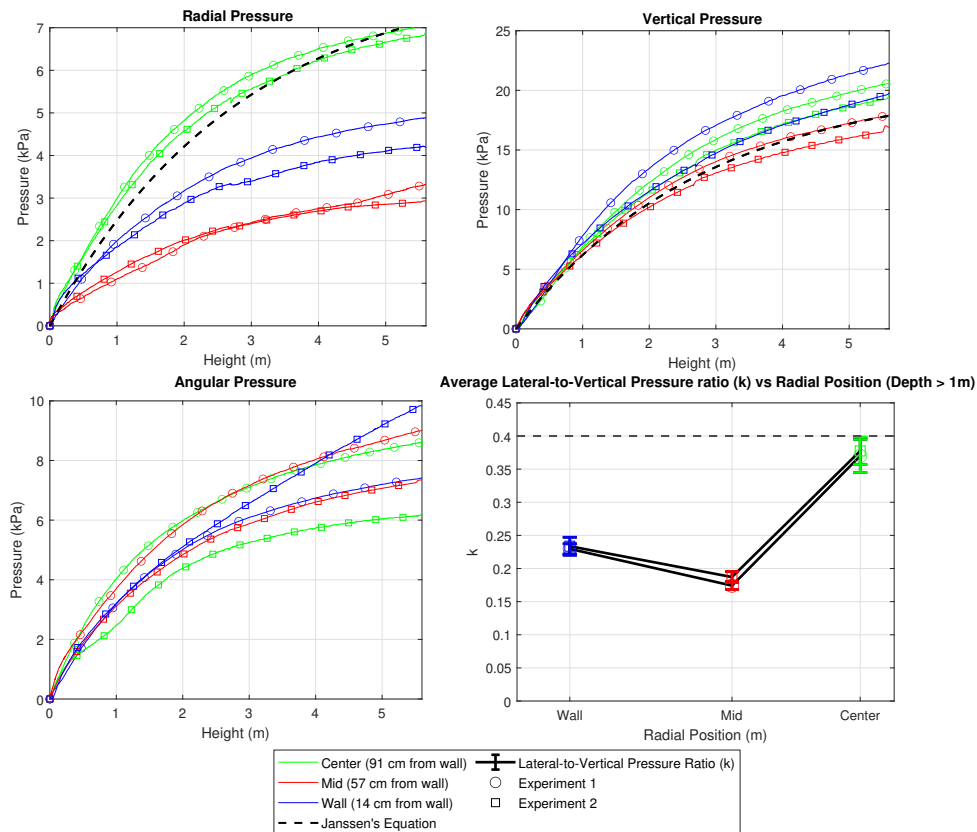 Radial Pressure
7
6
5
4
3
2
1
0
Pressure (kPa)
0 1 2 3 4 5
Height (m)
Vertical Pressure
25
20
15
10
5
0
Pressure (kPa)
0 1 2 3 4 5
Height (m)
Angular Pressure
10
8
6
4
2
0
Pressure (kPa)
0 1 2 3 4 5
Height (m)
Average Lateral-to-Vertical Pressure ratio (k) vs Radial Position (Depth > 1m)
0.45
0.4
0.35
0.3
0.25
0.2
0.15
0.1
0.05
0
k
Wall Mid Center
Radial Position (m)
Center (91 cm from wall)
Mid (57 cm from wall)
Wall (14 cm from wall)
Janssen's Equation
Lateral-to-Vertical Pressure Ratio (k)
Experiment 1
Experiment 2